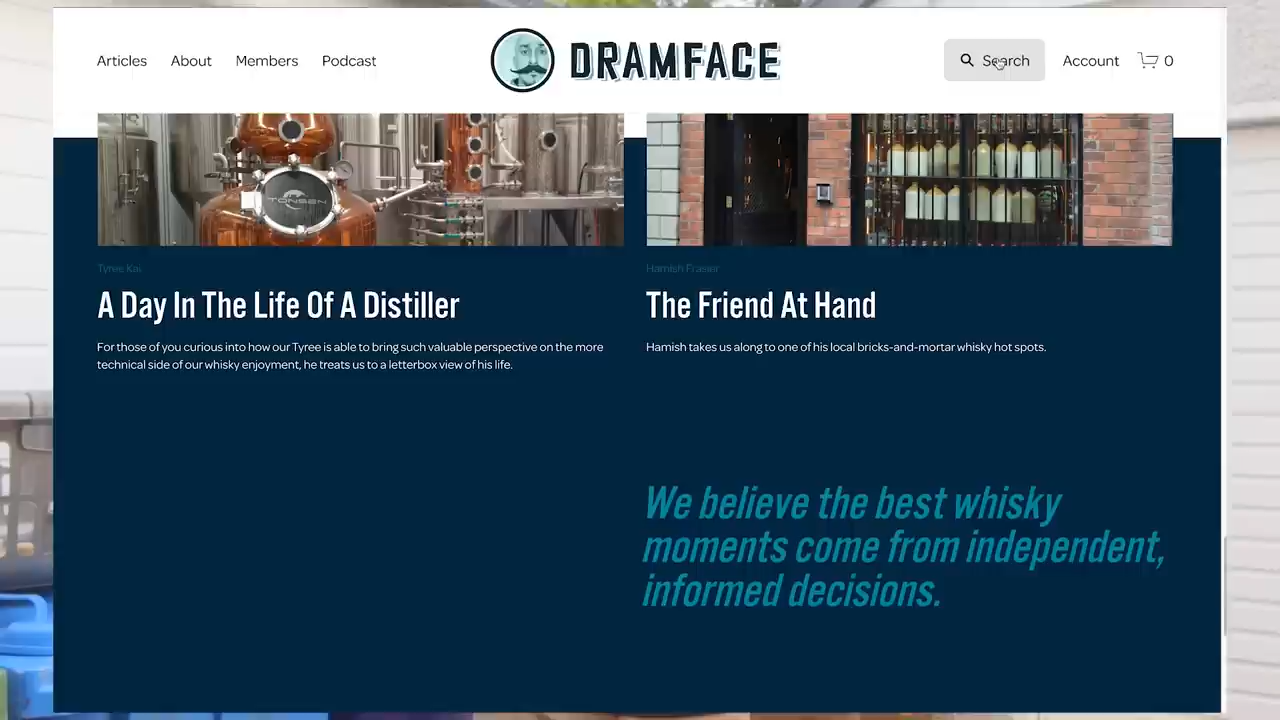 Articles About Members Podcast DRAMFACE Search Account 0
TONSEN
Tyree Kai
Hamish Fraser
A Day In The Life Of A Distiller
The Friend At Hand
For those of you curious into how our Tyree is able to bring such valuable perspective on the more
technical side of our whisky enjoyment, he treats us to a letterbox view of his life.
Hamish takes us along to one of his local bricks-and-mortar whisky hot spots.
We believe the best whisky
moments come from independent,
informed decisions.